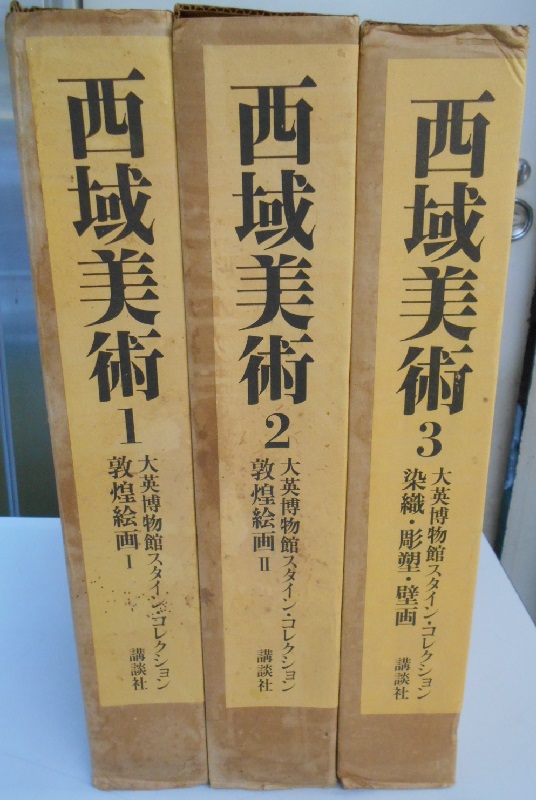 西域美術 1
大英博物館スタイン・コレクション
敦煌絵画 I
講談社
西域美術 2
大英博物館スタイン・コレクション
敦煌絵画 II
講談社
西域美術 3
大英博物館スタイン・コレクション
染織・彫塑・壁画
講談社